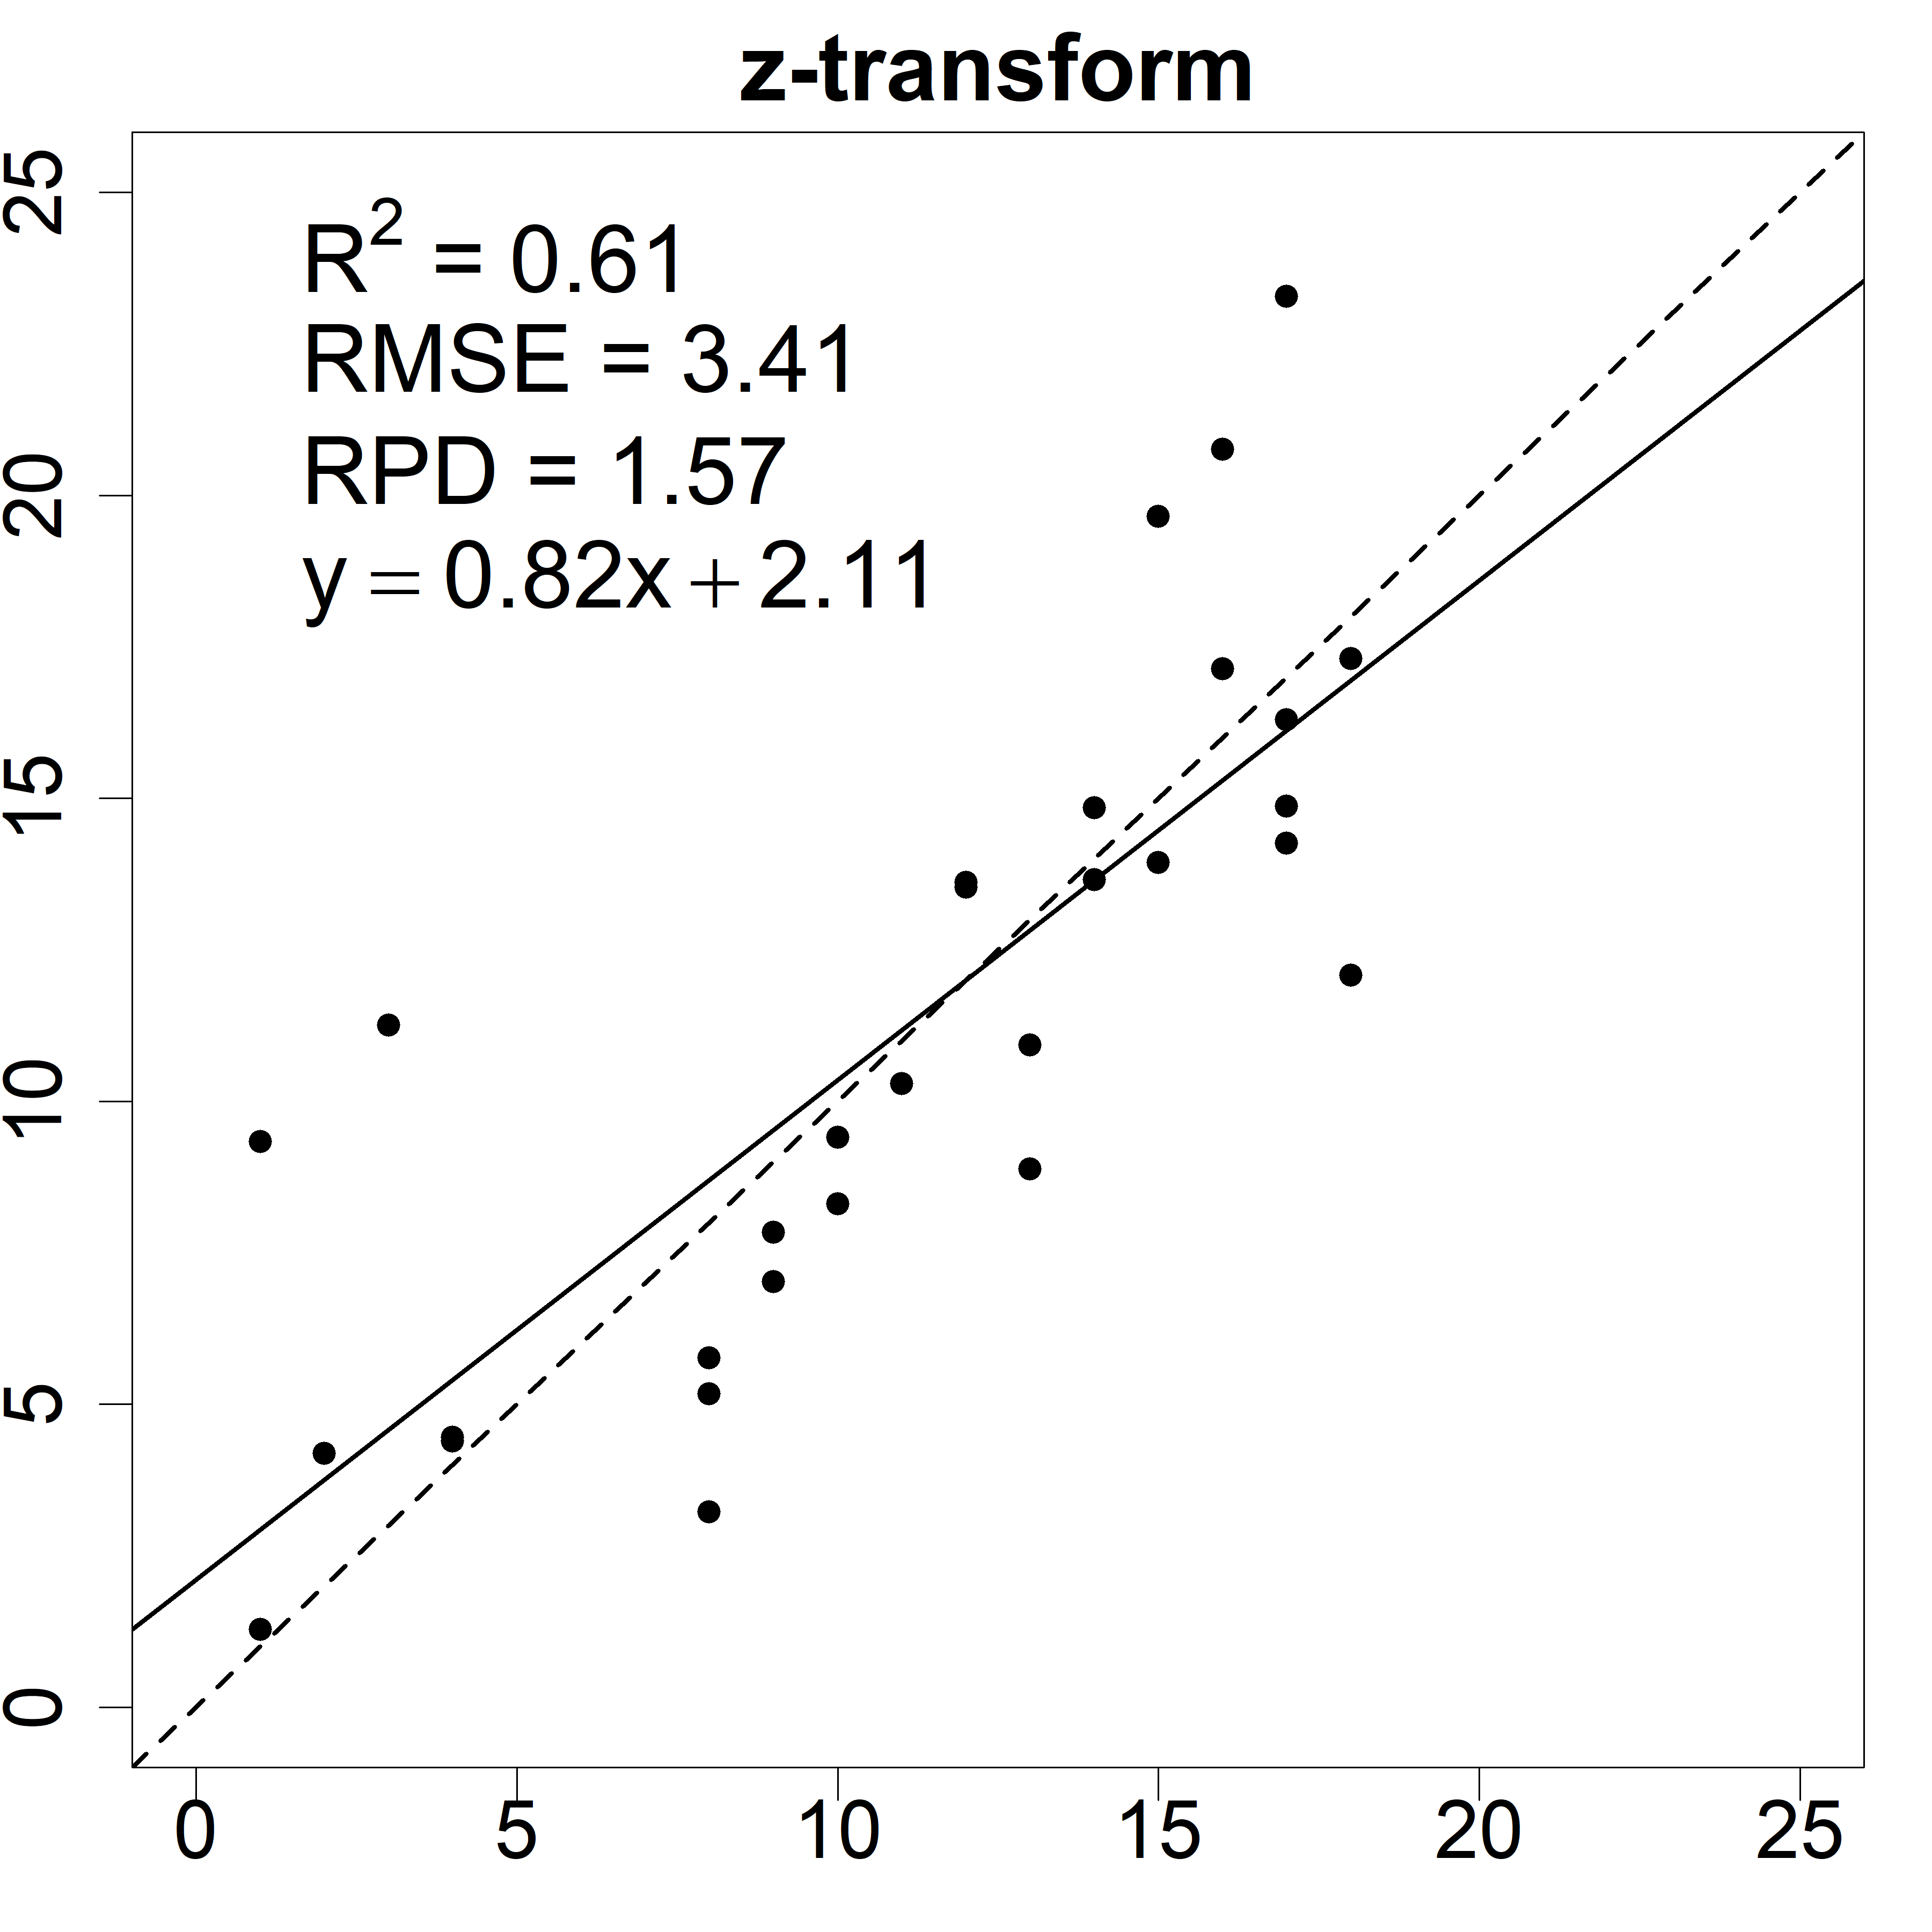 z-transform
R² = 0.61
RMSE = 3.41
RPD = 1.57
y = 0.82x + 2.11
25
20
15
10
5
0
0 5 10 15 20 25